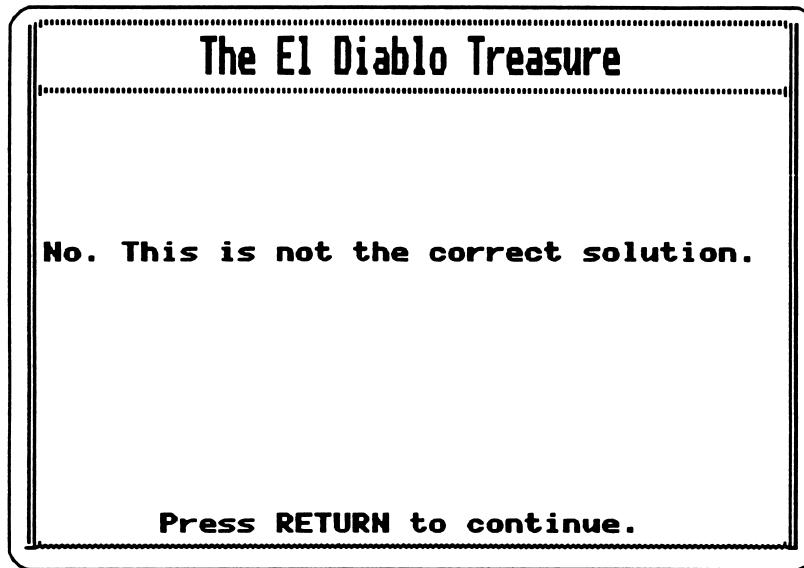 The El Diablo Treasure
No. This is not the correct solution.
Press RETURN to continue.